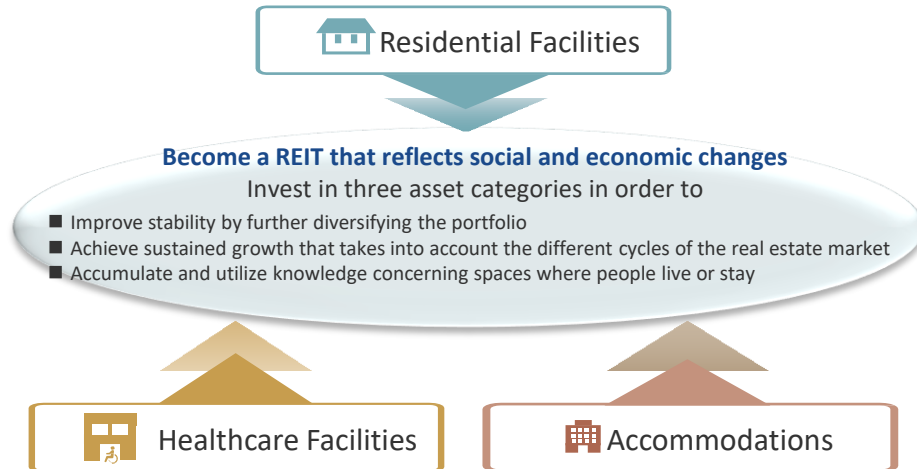 Residential Facilities
Become a REIT that reflects social and economic changes
Invest in three asset categories in order to
■ Improve stability by further diversifying the portfolio
■ Achieve sustained growth that takes into account the different cycles of the real estate market
■ Accumulate and utilize knowledge concerning spaces where people live or stay
Healthcare Facilities
Accommodations